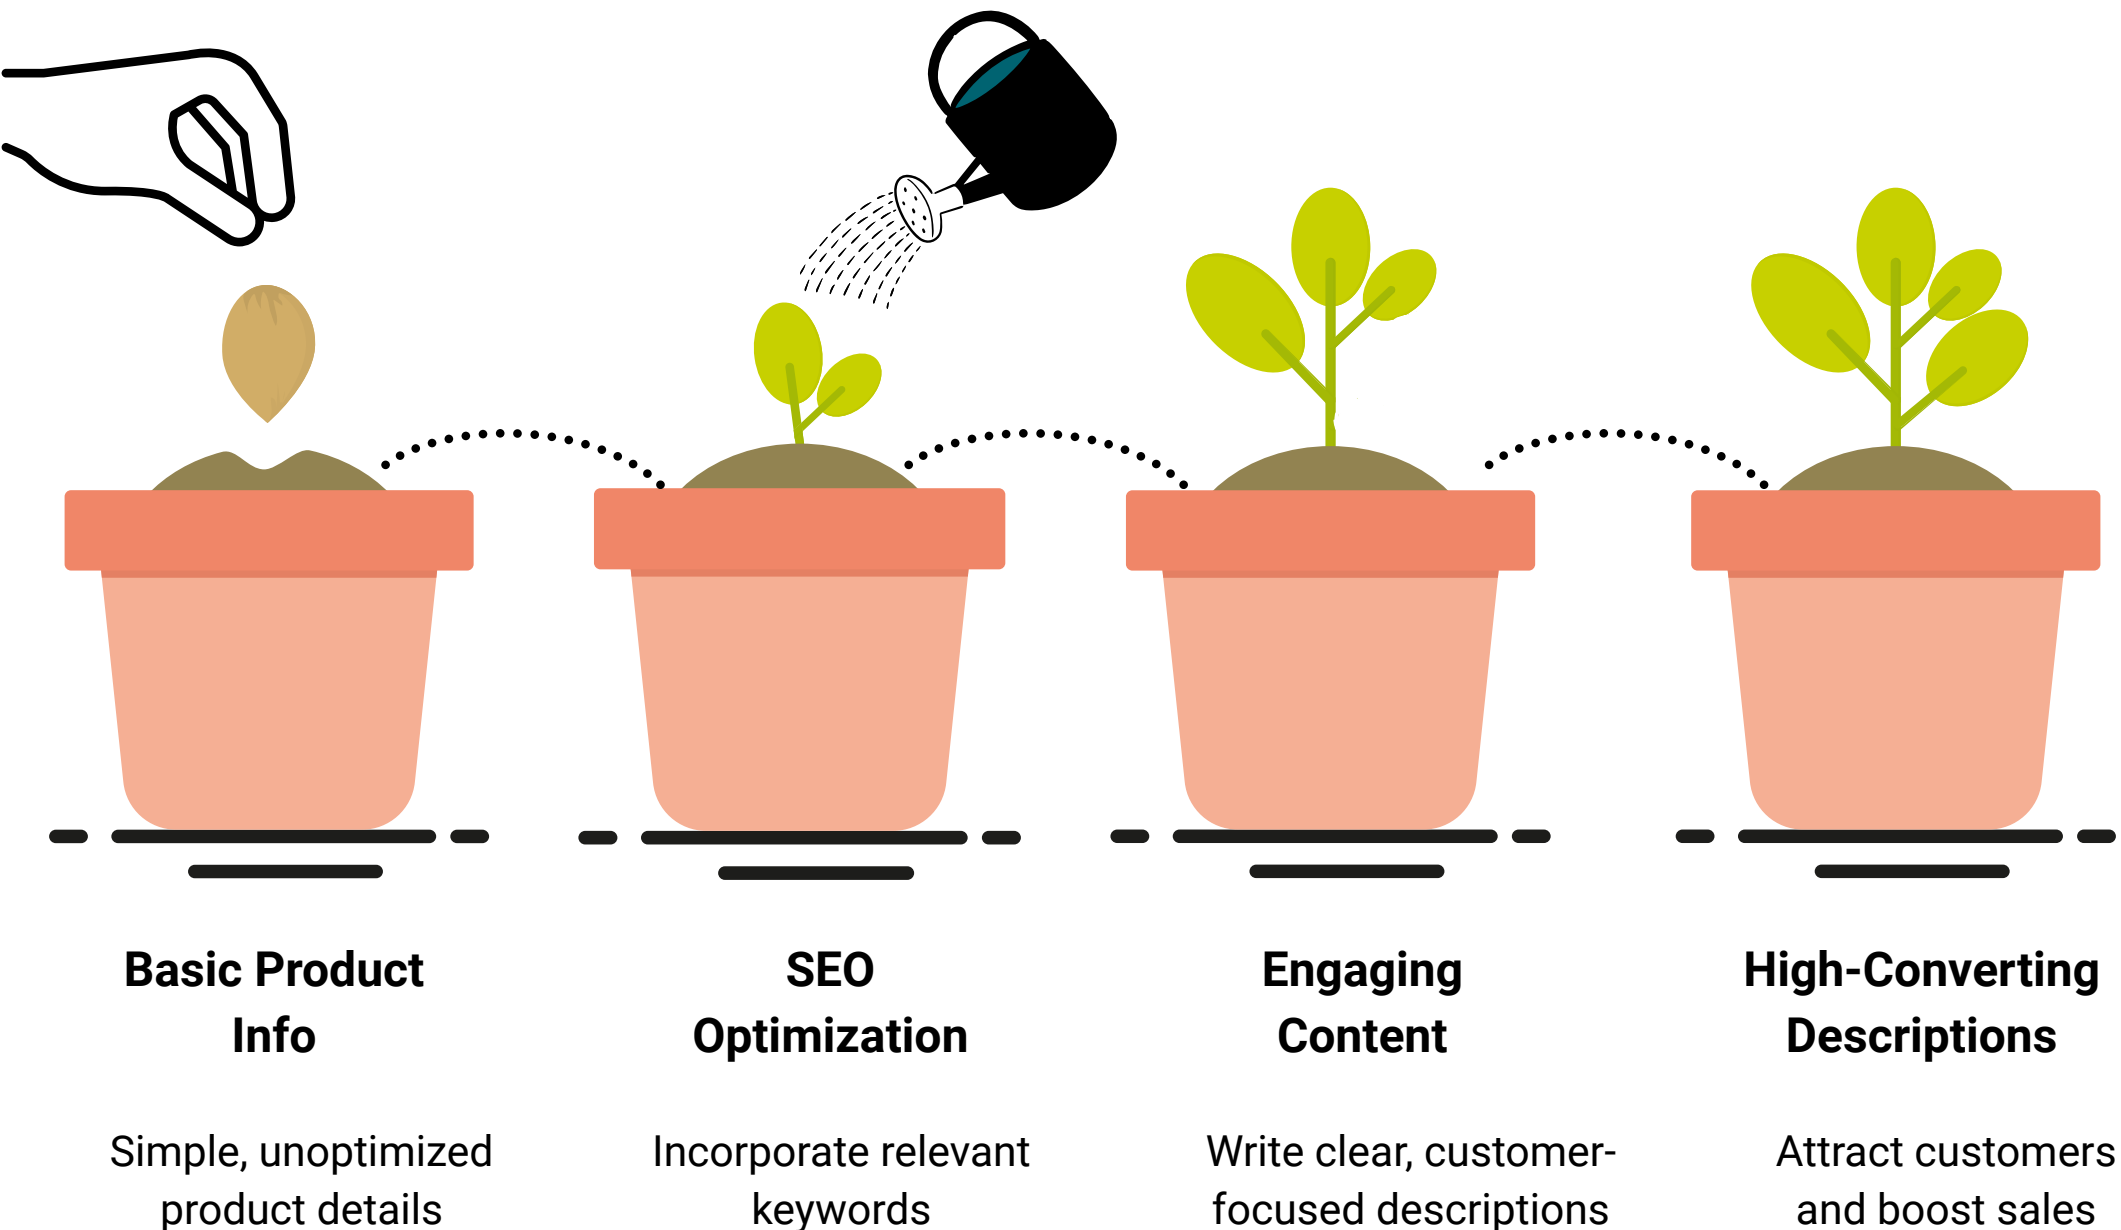 Basic Product
Info
Simple, unoptimized
product details
SEO
Optimization
Incorporate relevant
keywords
Engaging
Content
Write clear, customer-
focused descriptions
High-Converting
Descriptions
Attract customers
and boost sales